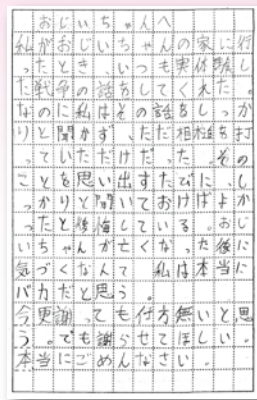 おじいちゃんへ
私がおじいちゃんの家に行
ったとき、いつも実体験し
た戦争の話をしてくれた。
なのに私はその話をしっか
りと聞かず、ただ相槌を打
っていただけだった。その
ことを思い出すたびに、し
っかりと聞いておけばよか
ったと後悔している。おじ
いちゃんが亡くなった後に
気づくなんて 私は本当に
バカだと思う。
今更謝っても仕方無いと思
う。でも謝らせてほしい。
本当にごめんなさい。